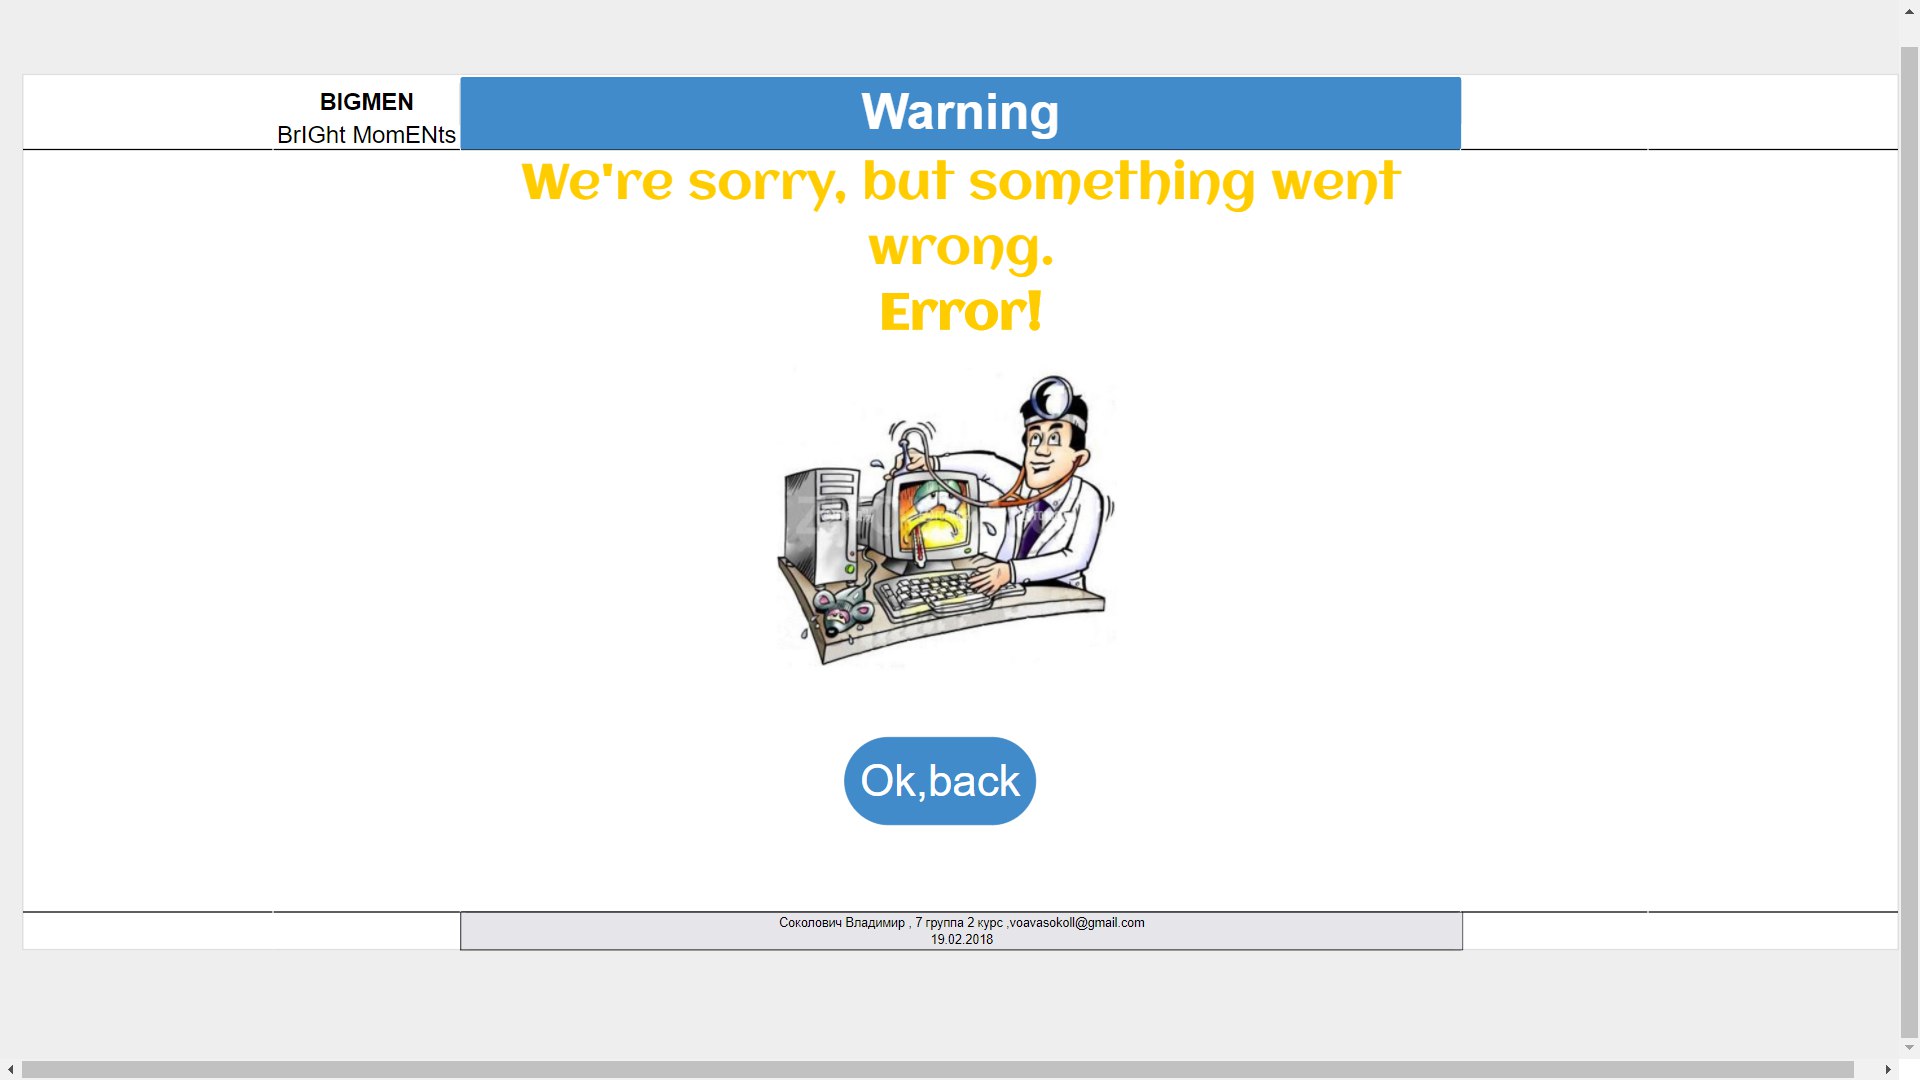 BIGMEN
BrIGht MomENts
Warning
We're sorry, but something went
wrong.
Error!
Ok,back
Соколович Владимир , 7 группа 2 курс ,voavasokoll@gmail.com
19.02.2018